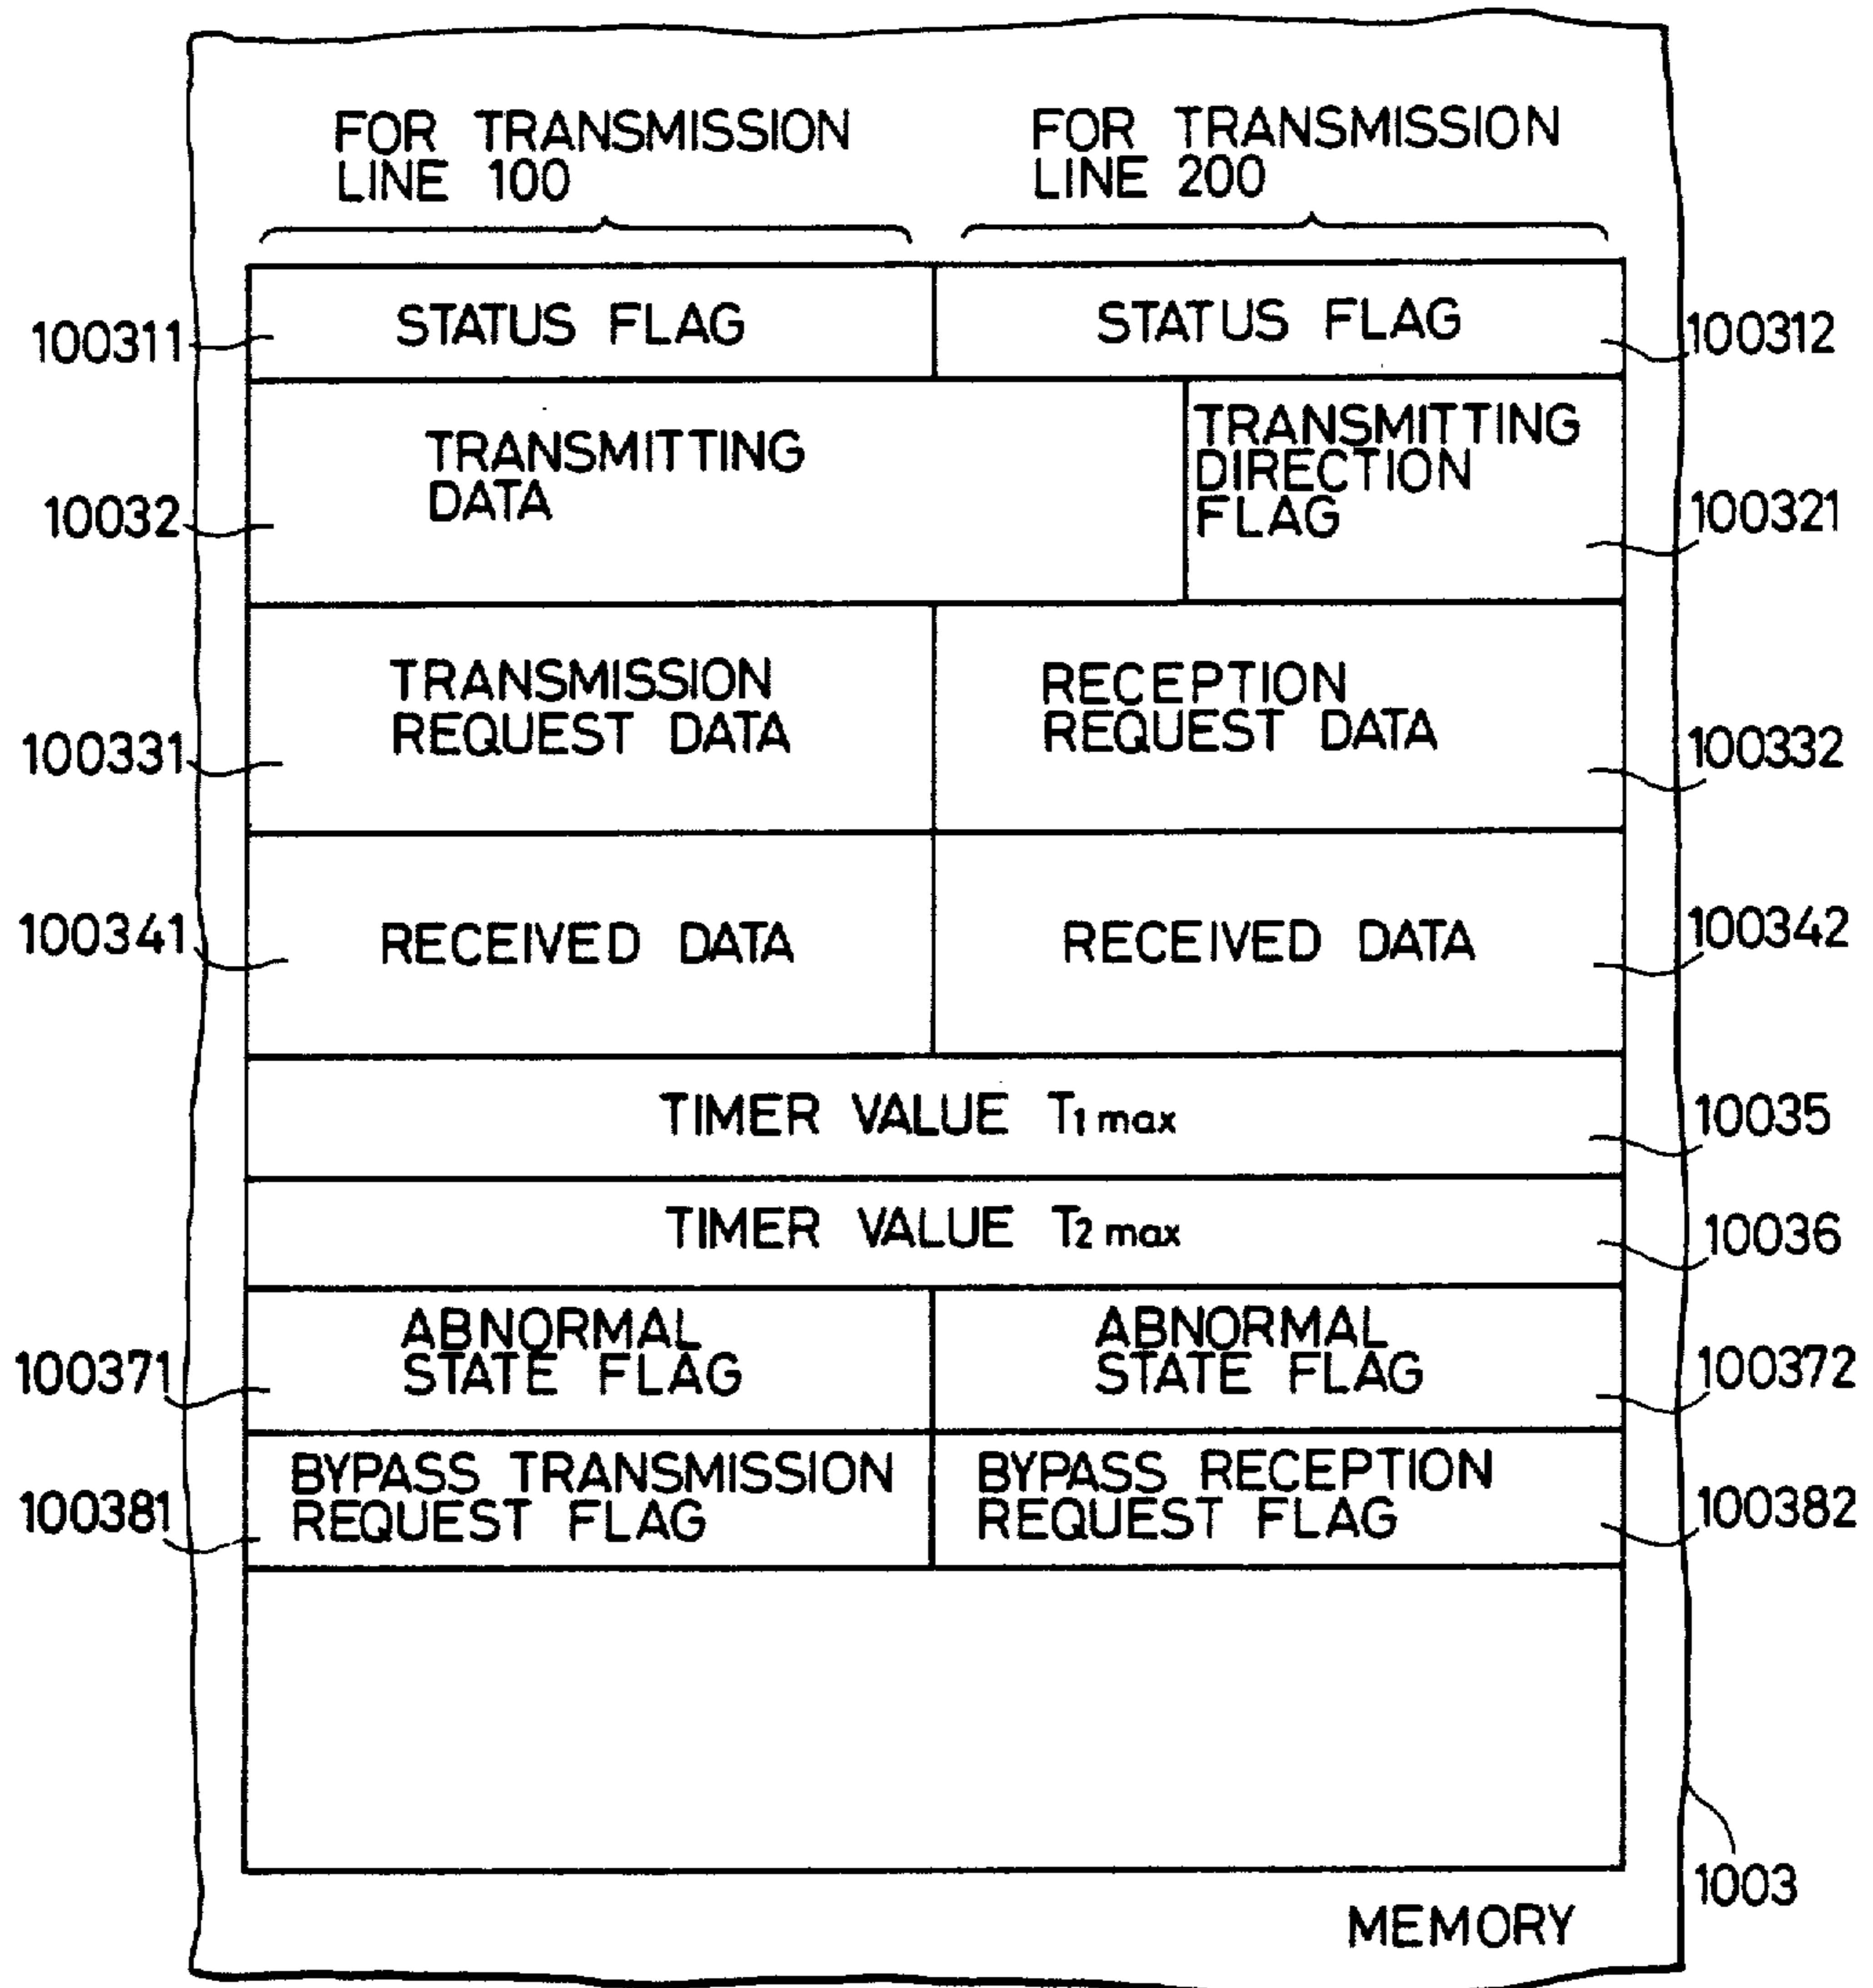 FOR TRANSMISSION
LINE 100
FOR TRANSMISSION
LINE 200
100311
STATUS FLAG
STATUS FLAG
100312
10032
TRANSMITTING
DATA
TRANSMITTING
DIRECTION
FLAG
100321
100331
TRANSMISSION
REQUEST DATA
RECEPTION
REQUEST DATA
100332
100341
RECEIVED DATA
RECEIVED DATA
100342
TIMER VALUE T1 max
10035
TIMER VALUE T2 max
10036
100371
ABNORMAL
STATE FLAG
ABNORMAL
STATE FLAG
100372
100381
BYPASS TRANSMISSION
REQUEST FLAG
BYPASS RECEPTION
REQUEST FLAG
100382
1003
MEMORY